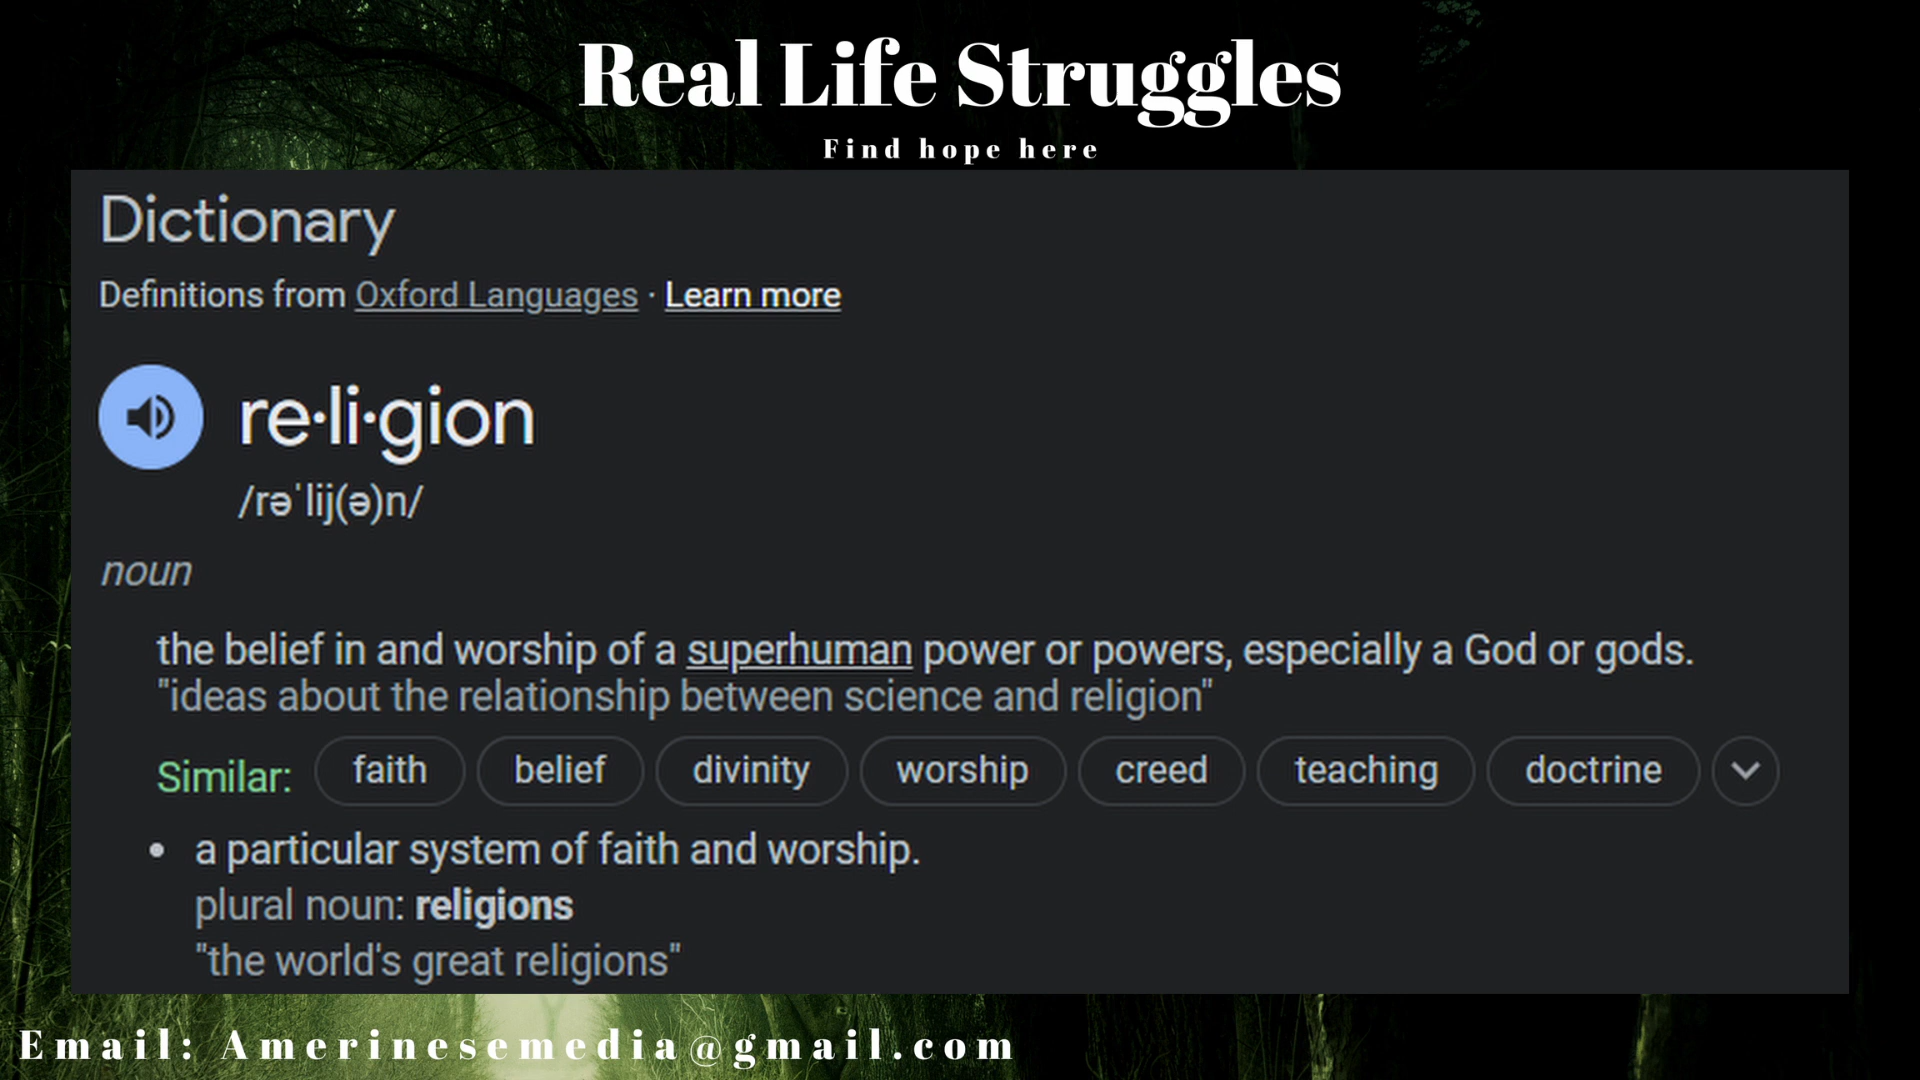 Real Life Struggles
Find hope here
Dictionary
Definitions from Oxford Languages · Learn more
re·li·gion
/rəˈlij(ə)n/
noun
the belief in and worship of a superhuman power or powers, especially a God or gods.
"ideas about the relationship between science and religion"
Similar: faith belief divinity worship creed teaching doctrine
• a particular system of faith and worship.
plural noun: religions
"the world's great religions"
Email: Amerinesemedia@gmail.com